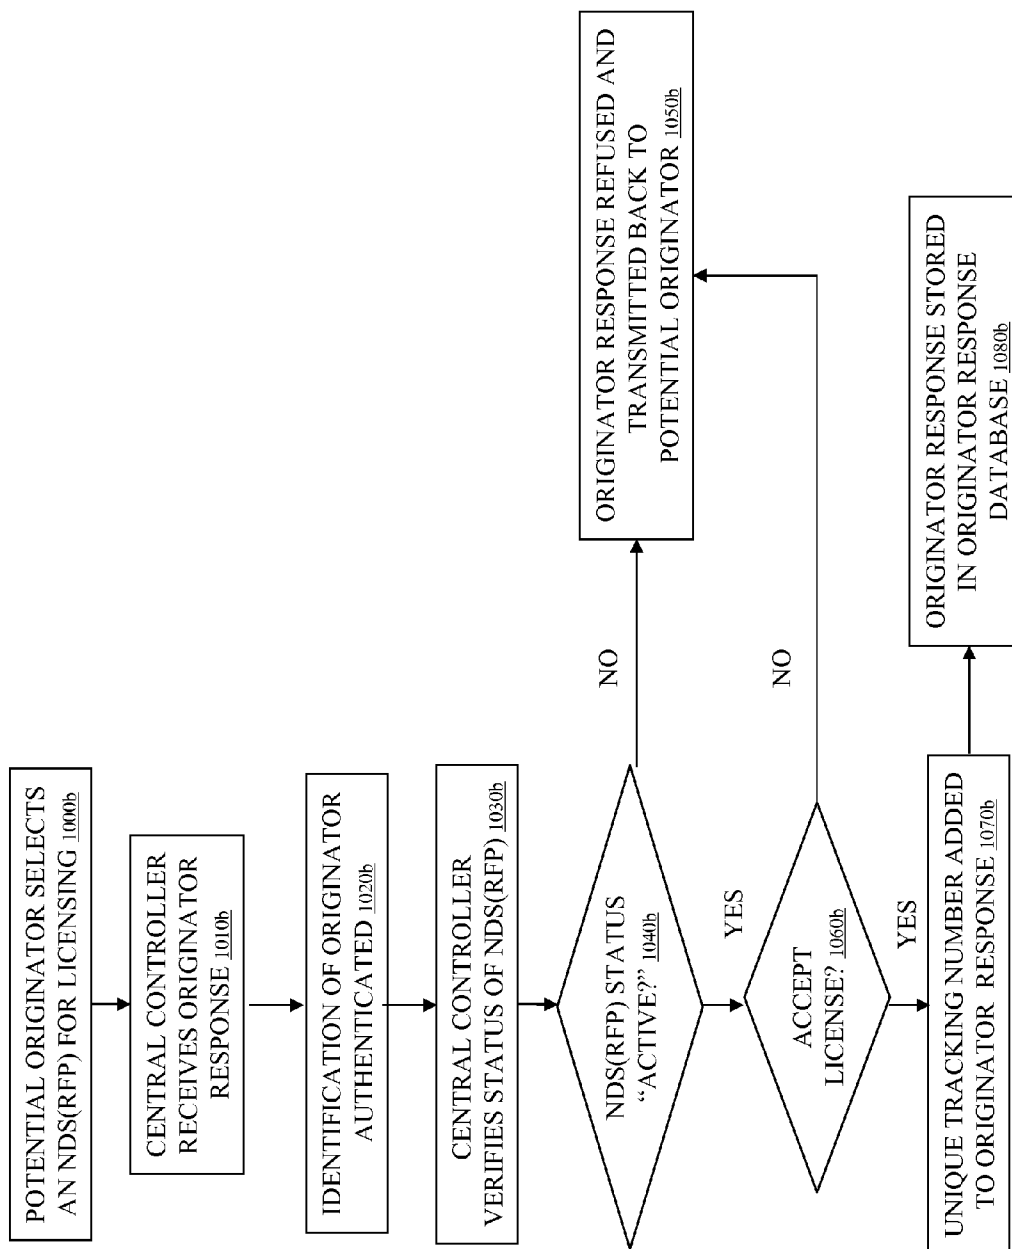 POTENTIAL ORIGINATOR SELECTS
AN NDS(RFP) FOR LICENSING 1000b
CENTRAL CONTROLLER
RECEIVES ORIGINATOR
RESPONSE 1010b
IDENTIFICATION OF ORIGINATOR
AUTHENTICATED 1020b
CENTRAL CONTROLLER
VERIFIES STATUS OF NDS(RFP) 1030b
NDS(RFP) STATUS
“ACTIVE?” 1040b
NO
ORIGINATOR RESPONSE REFUSED AND
TRANSMITTED BACK TO
POTENTIAL ORIGINATOR 1050b
YES
ACCEPT
LICENSE? 1060b
NO
YES
UNIQUE TRACKING NUMBER ADDED
TO ORIGINATOR RESPONSE 1070b
ORIGINATOR RESPONSE STORED
IN ORIGINATOR RESPONSE
DATABASE 1080b